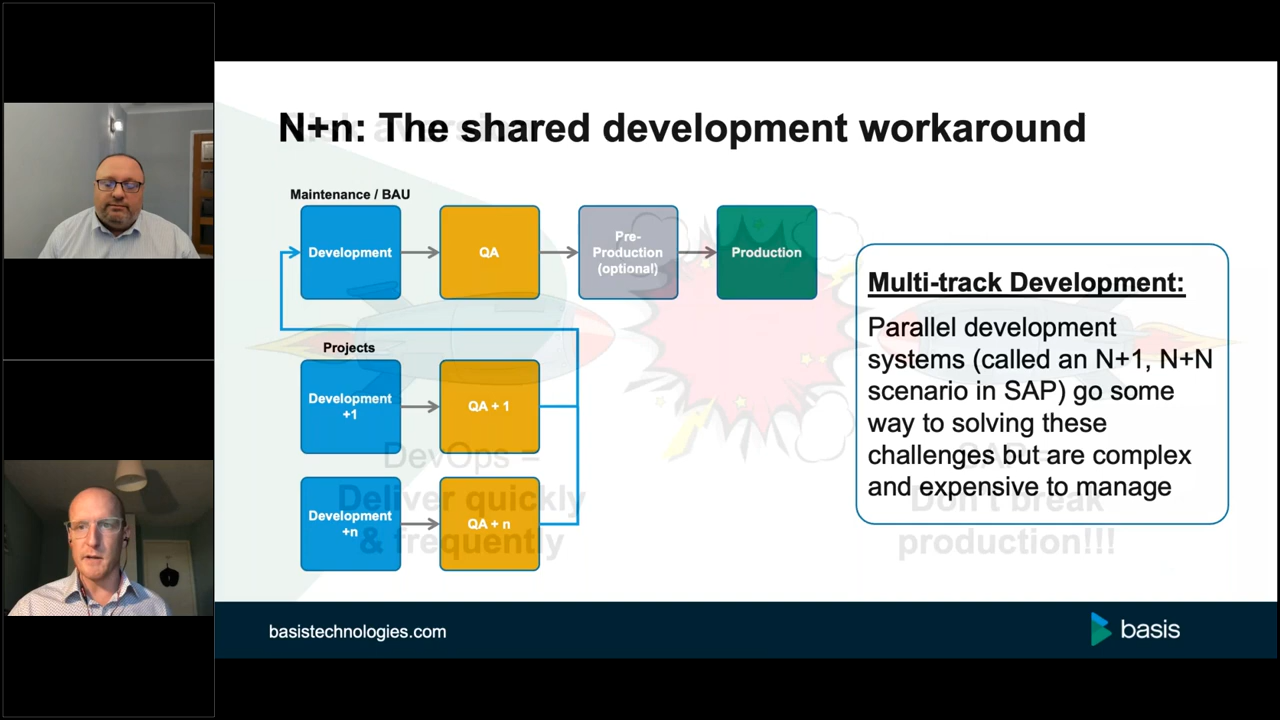 N+n: The shared development workaround
Maintenance / BAU
Development
QA
Pre-
Production
(optional)
Production
Projects
Development
+1
QA + 1
Development
+n
QA + n
Multi-track Development:
Parallel development
systems (called an N+1, N+N
scenario in SAP) go some
way to solving these
challenges but are complex
and expensive to manage
DevOps =
Deliver quickly
& frequently
SAP =
Don't break
production!!!
basistechnologies.com
basis